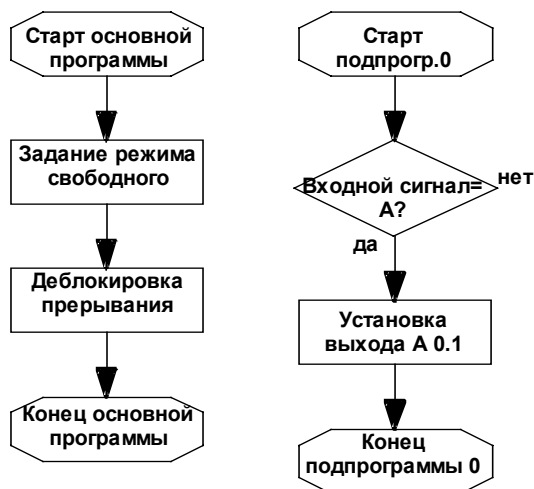 Старт основной
программы
Задание режима
свободного
Деблокировка
прерывания
Конец основной
программы
Старт
подпрогр.0
Входной сигнал=
А?
нет
да
Установка
выхода А 0.1
Конец
подпрограммы 0